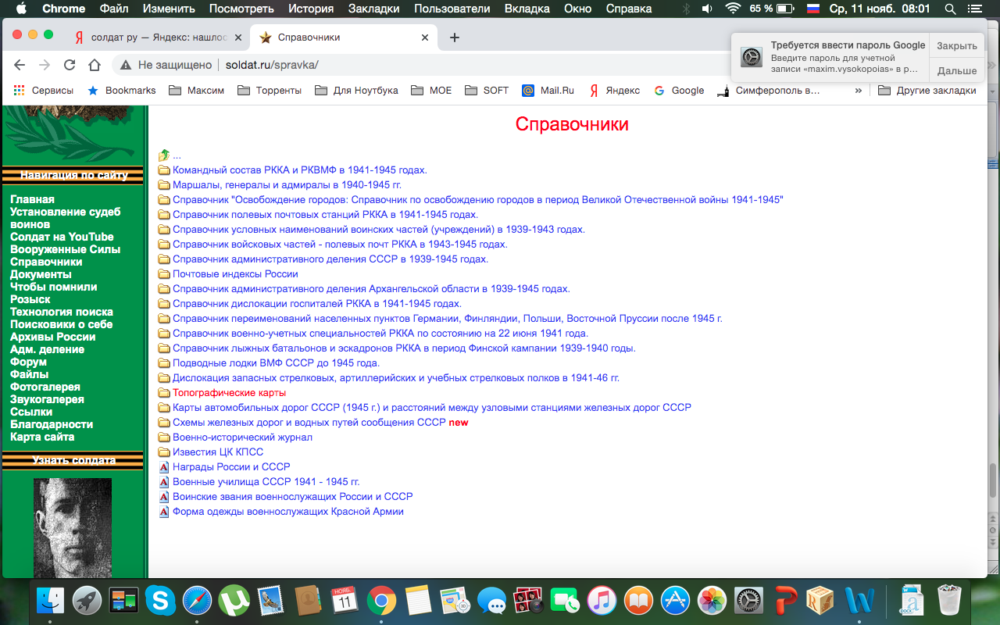 Chrome Файл Изменить Посмотреть История Закладки Пользователи Вкладка Окно Справка 65 % Ср, 11 нояб. 08:01
солдат ру — Яндекс: нашлос
Справочники
Требуется ввести пароль Google
Введите пароль для учетной
записи «maxim.vysokopoias» в р…
Закрыть
Далее
Не защищено soldat.ru/spravka/
Сервисы Bookmarks Максим Торренты Для Ноутбука МОЕ SOFT Mail.Ru Яндекс Google Симферополь в… » Другие закладки
Навигация по сайту
Главная
Установление судеб
воинов
Солдат на YouTube
Вооруженные Силы
Справочники
Документы
Чтобы помнили
Розыск
Технология поиска
Поисковики о себе
Архивы России
Адм. деление
Форум
Файлы
Фотогалерея
Звукогалерея
Ссылки
Благодарности
Карта сайта
Узнать солдата
Справочники
...
Командный состав РККА и РКВМФ в 1941-1945 годах.
Маршалы, генералы и адмиралы в 1940-1945 гг.
Справочник "Освобождение городов: Справочник по освобождению городов в период Великой Отечественной войны 1941-1945"
Справочник полевых почтовых станций РККА в 1941-1945 годах.
Справочник условных наименований воинских частей (учреждений) в 1939-1943 годах.
Справочник войсковых частей - полевых почт РККА в 1943-1945 годах.
Справочник административного деления СССР в 1939-1945 годах.
Почтовые индексы России
Справочник административного деления Архангельской области в 1939-1945 годах.
Справочник дислокации госпиталей РККА в 1941-1945 годах.
Справочник переименований населенных пунктов Германии, Финляндии, Польши, Восточной Пруссии после 1945 г.
Справочник военно-учетных специальностей РККА по состоянию на 22 июня 1941 года.
Справочник лыжных батальонов и эскадронов РККА в период Финской кампании 1939-1940 годы.
Подводные лодки ВМФ СССР до 1945 года.
Дислокация запасных стрелковых, артиллерийских и учебных стрелковых полков в 1941-46 гг.
Топографические карты
Карты автомобильных дорог СССР (1945 г.) и расстояний между узловыми станциями железных дорог СССР
Схемы железных дорог и водных путей сообщения СССР new
Военно-исторический журнал
Известия ЦК КПСС
Награды России и СССР
Военные училища СССР 1941 - 1945 гг.
Воинские звания военнослужащих России и СССР
Форма одежды военнослужащих Красной Армии
НОЯБ.
11